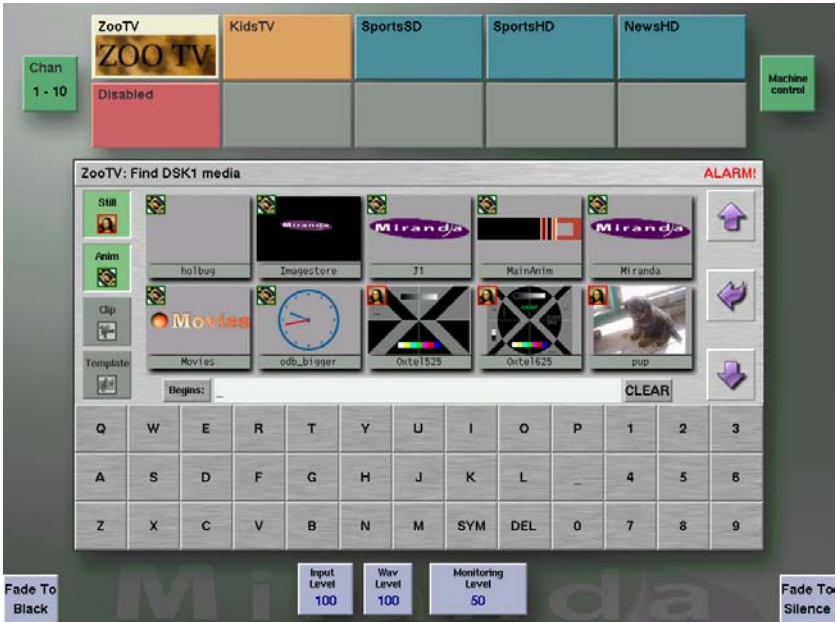 ZooTV
KidsTV
SportsSD
SportsHD
NewsHD
ZOO TV
Chan
1 - 10
Machine
control
Disabled
ZooTV: Find DSK1 media
ALARM!
Still
Anim
Clip
Template
Miranda
Miranda
Miranda
holbug
Imagestore
J1
MainAnim
Miranda
Movies
Movies
odb_bigger
Oxtel525
Oxtel625
pup
Begins:
_
CLEAR
Q W E R T Y U I O P 1 2 3
A S D F G H J K L _ 4 5 6
Z X C V B N M SYM DEL 0 7 8 9
Fade To
Black
Input
Level
100
Wav
Level
100
Monitoring
Level
50
Fade To
Silence
Miranda